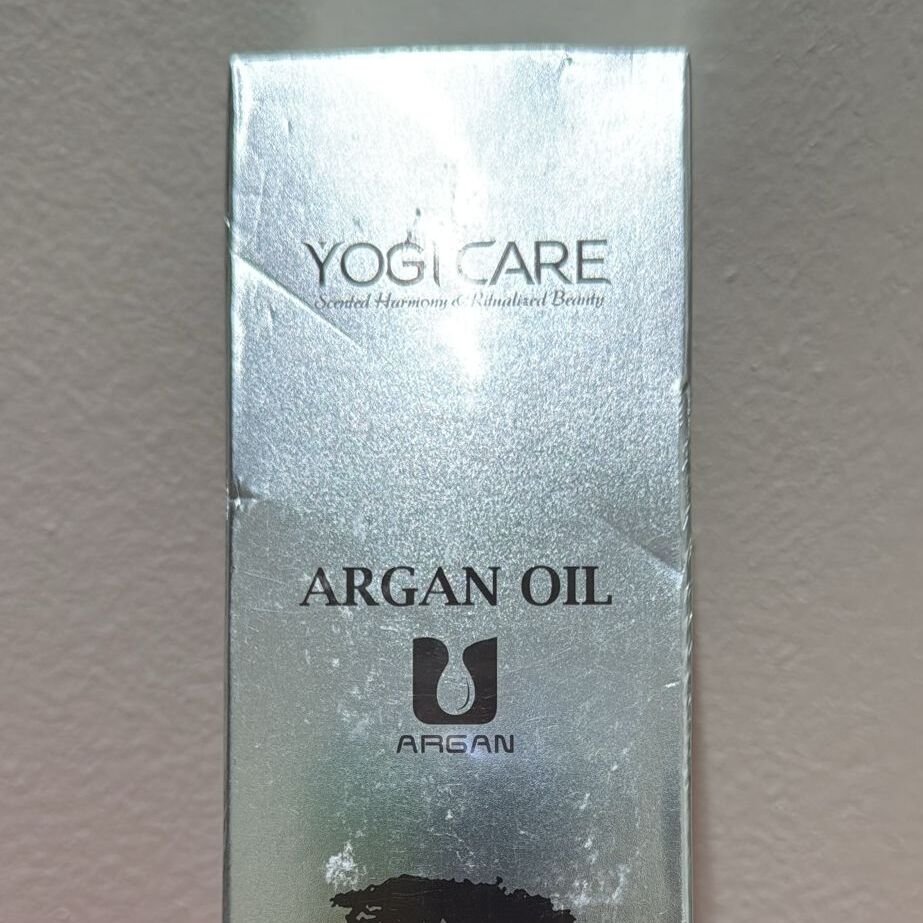 YOGI CARE
Scented Harmony & Ritualized Beauty
ARGAN OIL
ARGAN